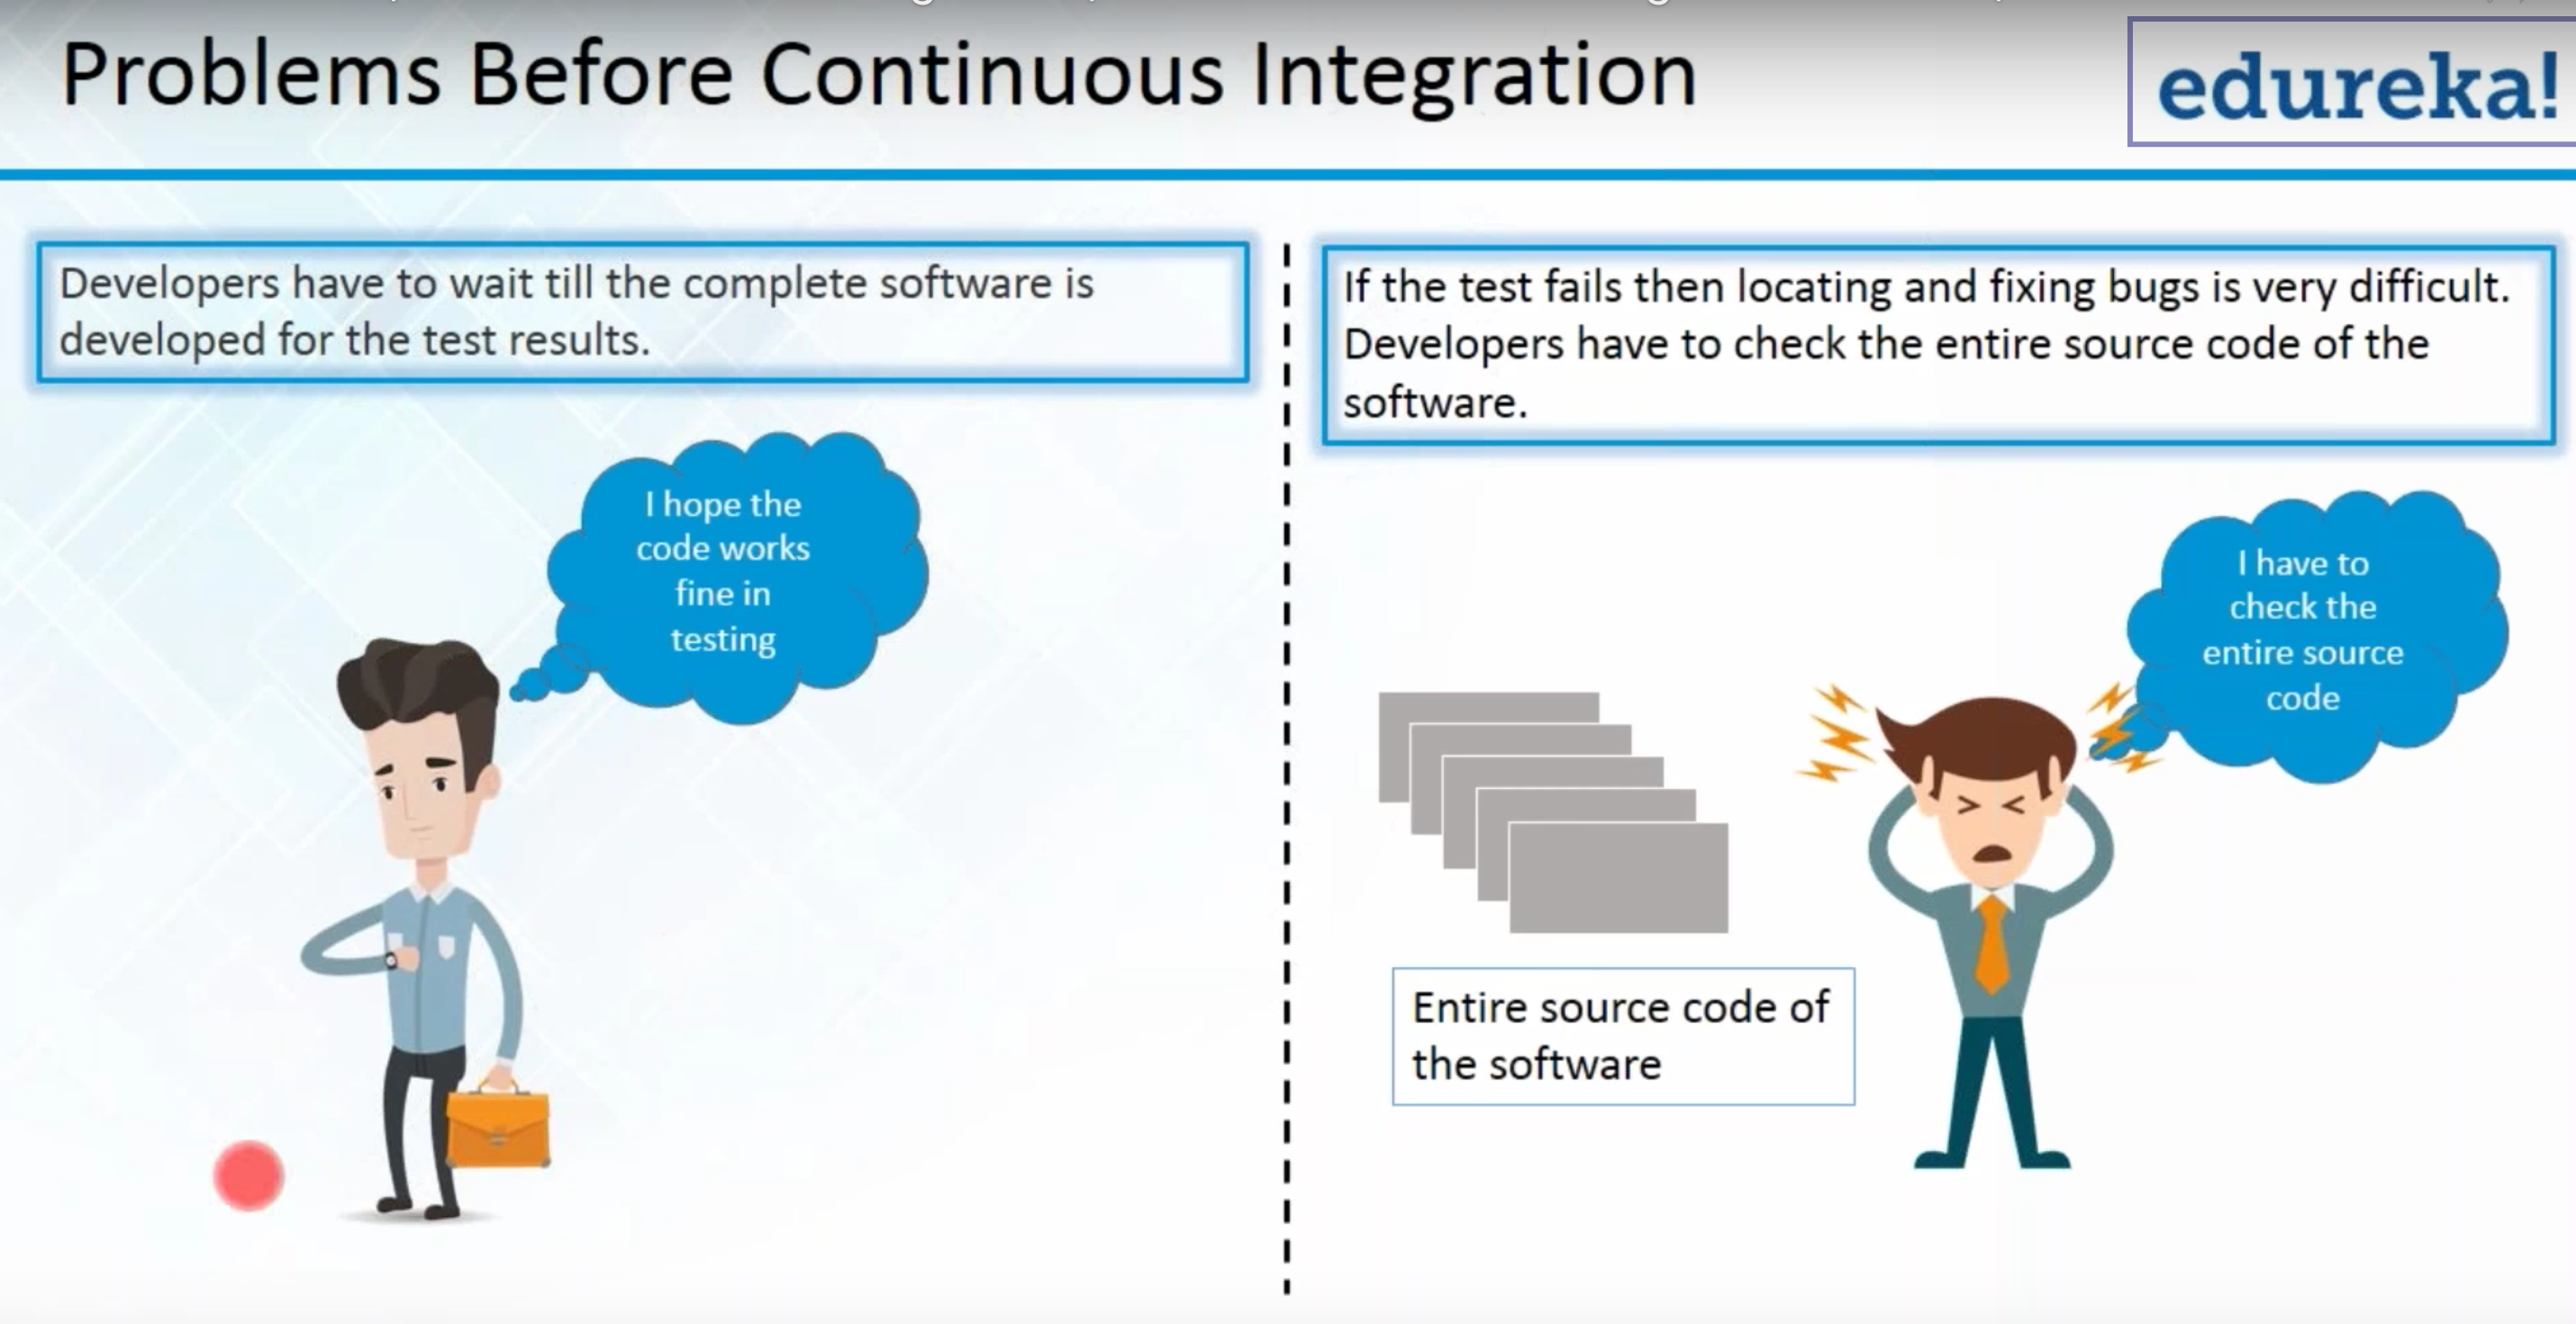 Problems Before Continuous Integration
edureka!
Developers have to wait till the complete software is
developed for the test results.
I hope the
code works
fine in
testing
If the test fails then locating and fixing bugs is very difficult.
Developers have to check the entire source code of the
software.
I have to
check the
entire source
code
Entire source code of
the software